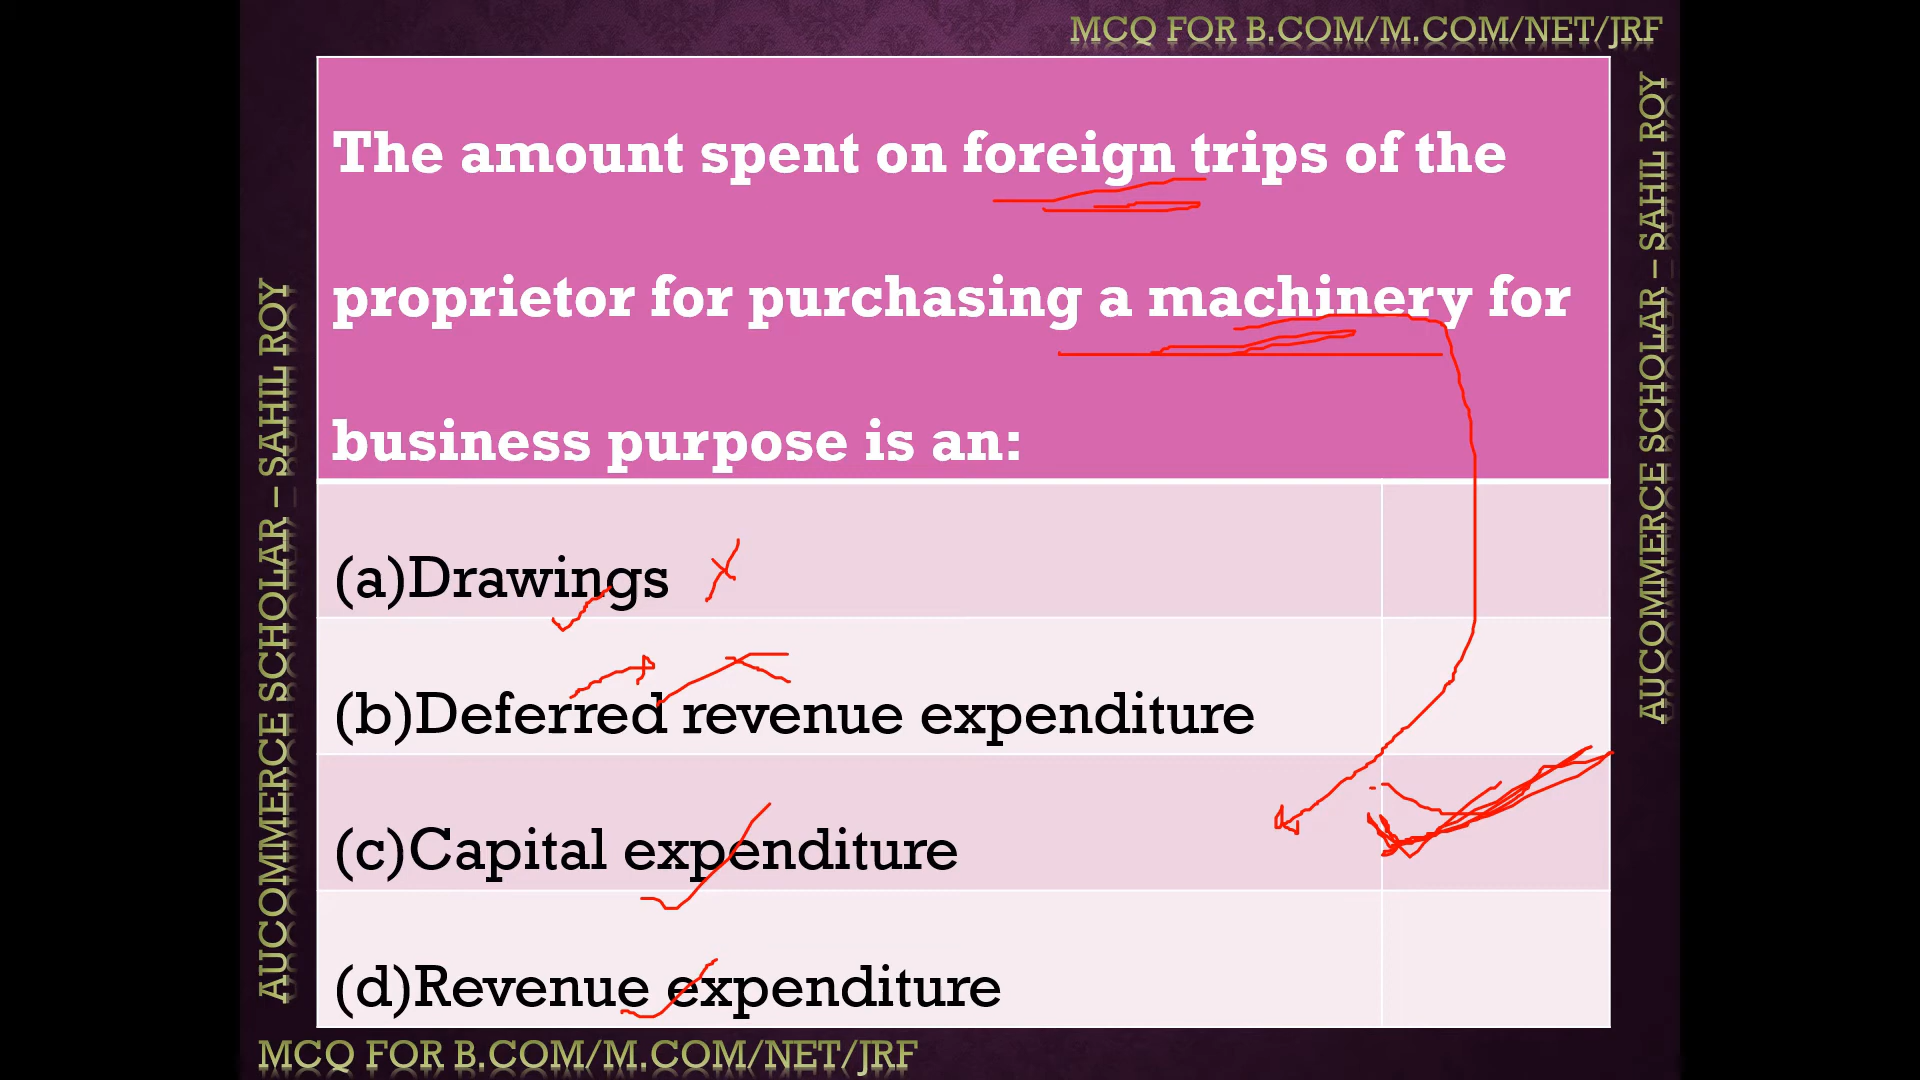 MCQ FOR B.COM/M.COM/NET/JRF
The amount spent on foreign trips of the
proprietor for purchasing a machinery for
business purpose is an:
(a)Drawings
(b)Deferred revenue expenditure
(c)Capital expenditure
(d)Revenue expenditure
AUCOMMERCE SCHOLAR – SAHIL ROY
AUCOMMERCE SCHOLAR – SAHIL ROY
MCQ FOR B.COM/M.COM/NET/JRF